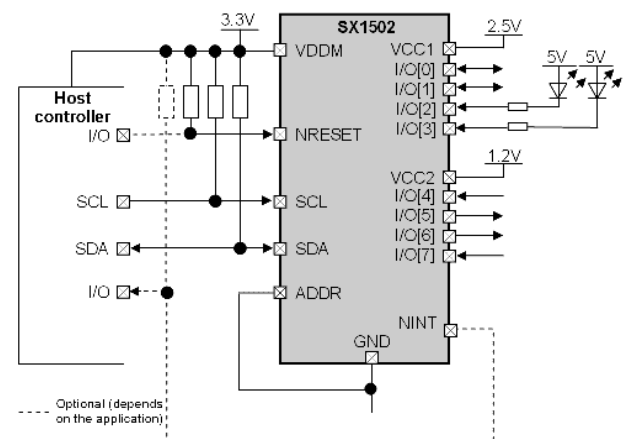 3.3V
SX1502
VDDM
VCC1
2.5V
I/O[0]
I/O[1]
I/O[2]
I/O[3]
5V 5V
Host
controller
I/O
NRESET
1.2V
VCC2
I/O[4]
I/O[5]
I/O[6]
I/O[7]
SCL
SCL
SDA
SDA
I/O
ADDR
NINT
GND
Optional (depends
on the application)